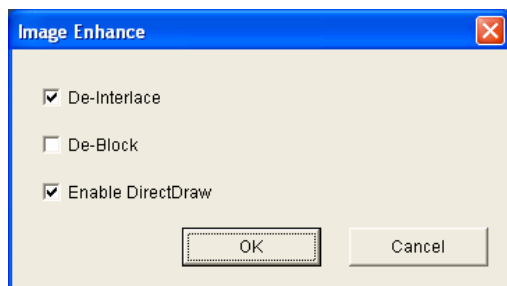 Image Enhance
De-Interlace
De-Block
Enable DirectDraw
OK Cancel